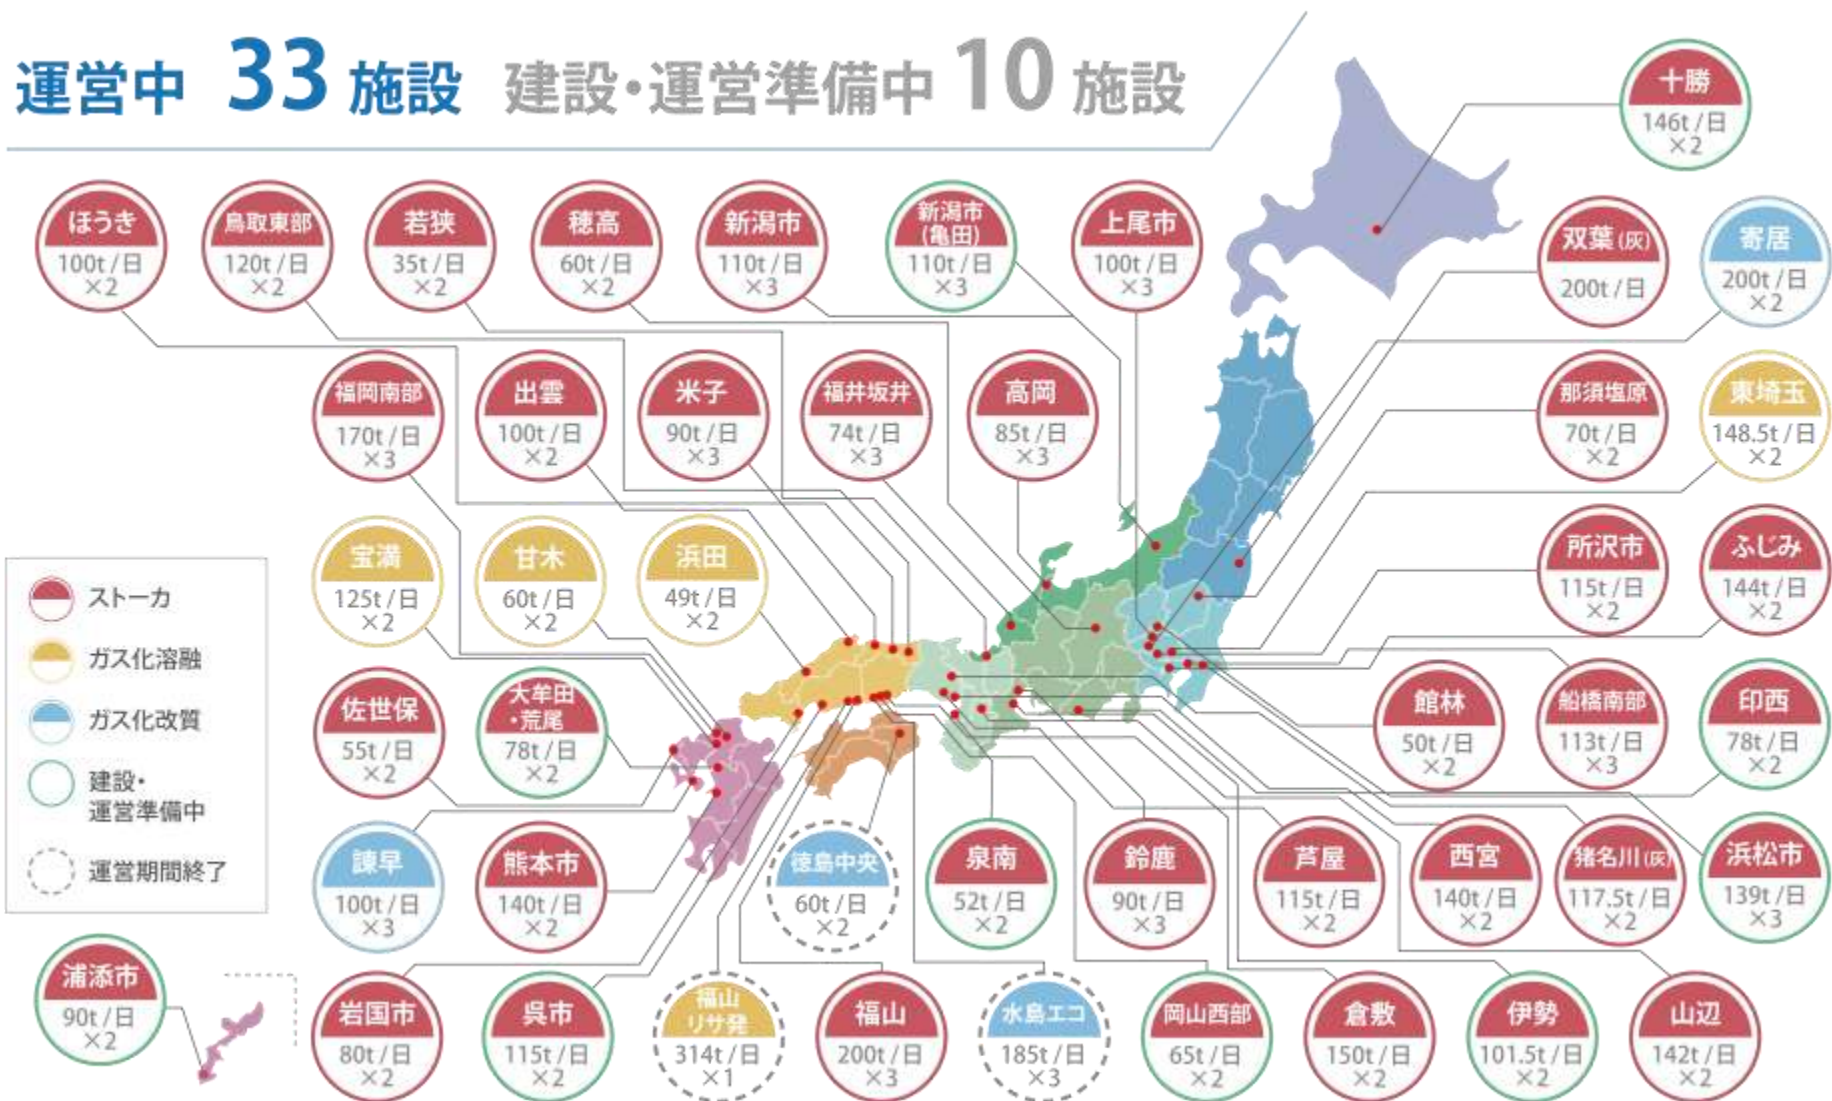 運営中 33 施設 建設・運営準備中 10 施設
十勝
146t /日
×2
ほうき
100t /日
×2
鳥取東部
120t /日
×2
若狭
35t /日
×2
穂高
60t /日
×2
新潟市
110t /日
×3
新潟市
(亀田)
110t /日
×3
上尾市
100t /日
×3
双葉(灰)
200t /日
寄居
200t /日
×2
福岡南部
170t /日
×3
出雲
100t /日
×2
米子
90t /日
×3
福井坂井
74t /日
×3
高岡
85t /日
×3
那須塩原
70t /日
×2
東埼玉
148.5t /日
×2
宝満
125t /日
×2
甘木
60t /日
×2
浜田
49t /日
×2
所沢市
115t /日
×2
ふじみ
144t /日
×2
ストーカ
ガス化溶融
ガス化改質
建設・
運営準備中
運営期間終了
佐世保
55t /日
×2
大牟田
・荒尾
78t /日
×2
館林
50t /日
×2
船橋南部
113t /日
×3
印西
78t /日
×2
諫早
100t /日
×3
熊本市
140t /日
×2
徳島中央
60t /日
×2
泉南
52t /日
×2
鈴鹿
90t /日
×3
芦屋
115t /日
×2
西宮
140t /日
×2
猪名川(灰)
117.5t /日
×2
浜松市
139t /日
×3
浦添市
90t /日
×2
岩国市
80t /日
×2
呉市
115t /日
×2
福山
リサ発
314t /日
×1
福山
200t /日
×3
水島エコ
185t /日
×3
岡山西部
65t /日
×2
倉敷
150t /日
×2
伊勢
101.5t /日
×2
山辺
142t /日
×2